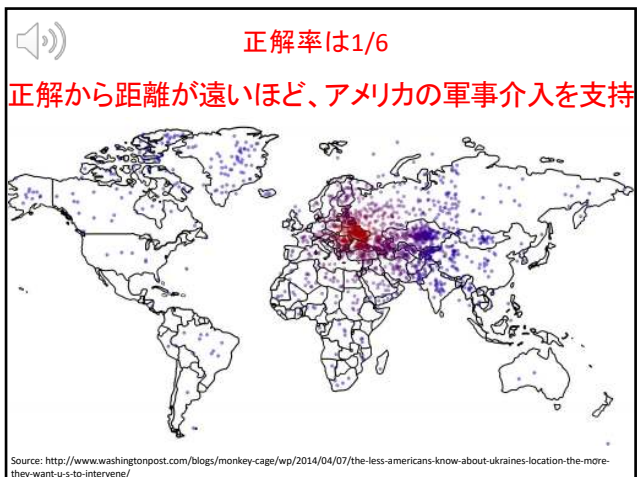 正解率は1/6
正解から距離が遠いほど、アメリカの軍事介入を支持
Source: http://www.washingtonpost.com/blogs/monkey-cage/wp/2014/04/07/the-less-americans-know-about-ukraines-location-the-more-
they-want-u-s-to-intervene/